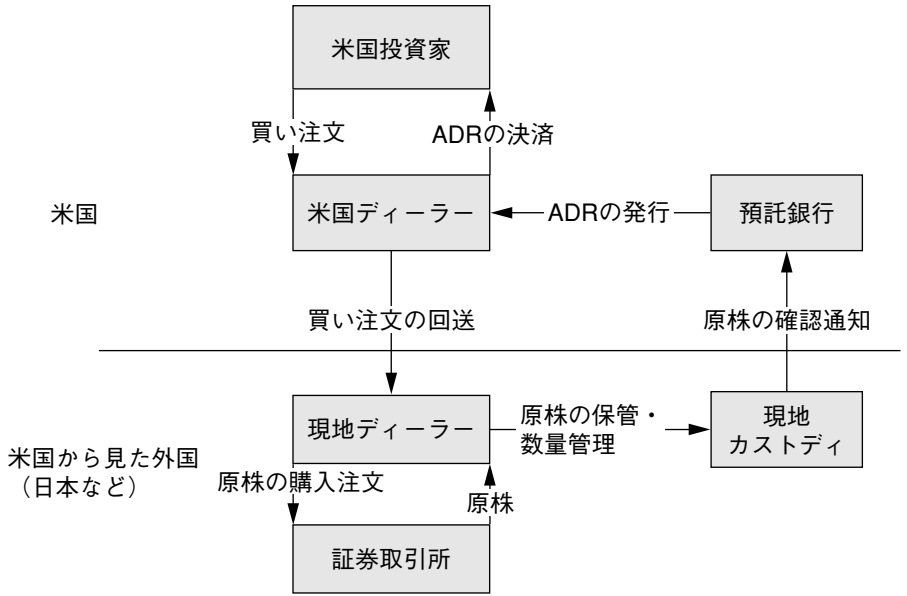 米国投資家
買い注文
ADRの決済
米国
米国ディーラー
ADRの発行
預託銀行
買い注文の回送
原株の確認通知
米国から見た外国
（日本など）
現地ディーラー
原株の保管・
数量管理
現地
カストディ
原株の購入注文
原株
証券取引所